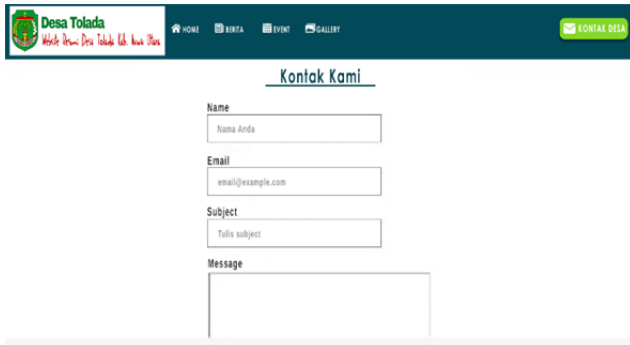 Desa Tolada
Website Resmi Desa Tolada Kab. Luwu Utara
HOME BERITA EVENT GALLERY
KONTAK DESA
Kontak Kami
Name
Nama Anda
Email
email@example.com
Subject
Tulis subject
Message